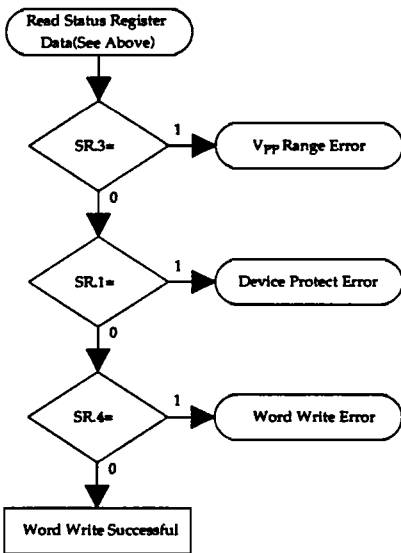 Read Status Register
Data(See Above)
SR.3=
1
VPP Range Error
0
SR.1=
1
Device Protect Error
0
SR.4=
1
Word Write Error
0
Word Write Successful